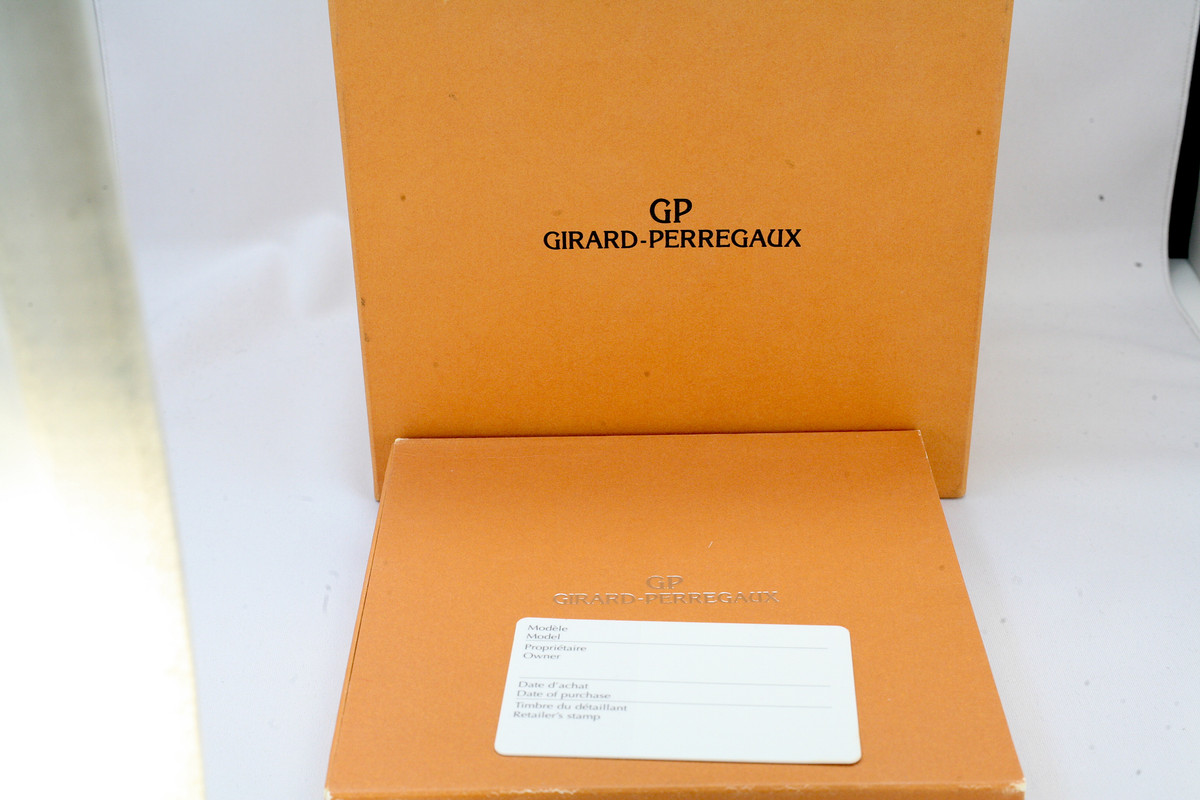 GP
GIRARD-PERREGAUX
GP
GIRARD-PERREGAUX
Modèle
Model
Propriétaire
Owner
Date d'achat
Date of purchase
Timbre du détaillant
Retailer's stamp